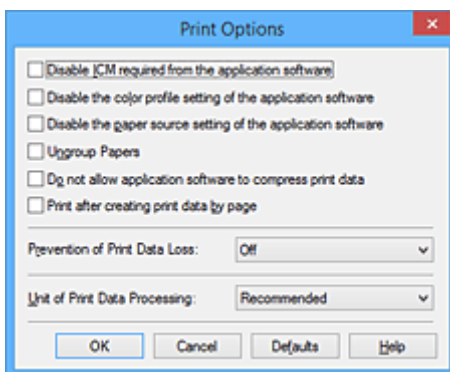 Print Options
Disable ICM required from the application software
Disable the color profile setting of the application software
Disable the paper source setting of the application software
Ungroup Papers
Do not allow application software to compress print data
Print after creating print data by page
Prevention of Print Data Loss: Off
Unit of Print Data Processing: Recommended
OK Cancel Defaults Help